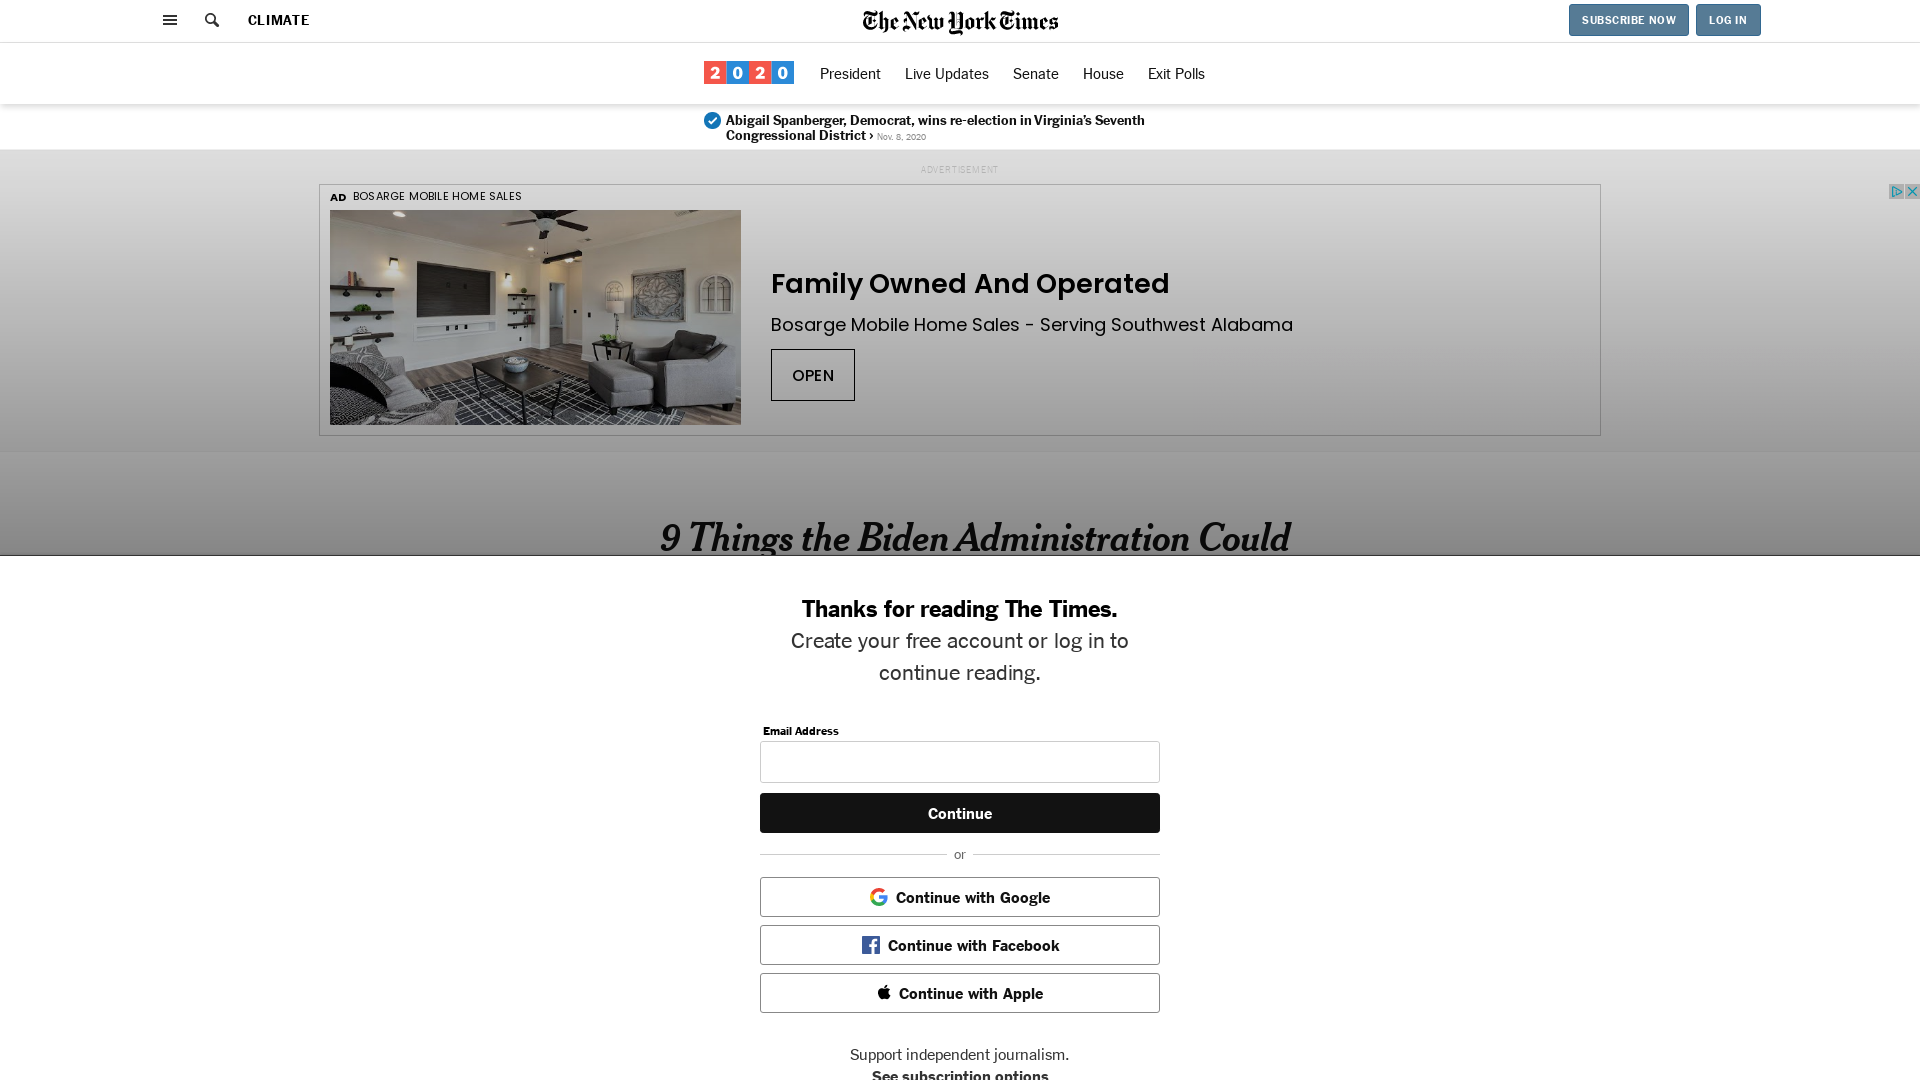 CLIMATE
The New York Times
SUBSCRIBE NOW
LOG IN
2020
President
Live Updates
Senate
House
Exit Polls
Abigail Spanberger, Democrat, wins re-election in Virginia's Seventh
Congressional District › Nov. 8, 2020
ADVERTISEMENT
AD BOSARGE MOBILE HOME SALES
Family Owned And Operated
Bosarge Mobile Home Sales - Serving Southwest Alabama
OPEN
9 Things the Biden Administration Could
Thanks for reading The Times.
Create your free account or log in to
continue reading.
Email Address
Continue
or
Continue with Google
Continue with Facebook
Continue with Apple
Support independent journalism.
See subscription options